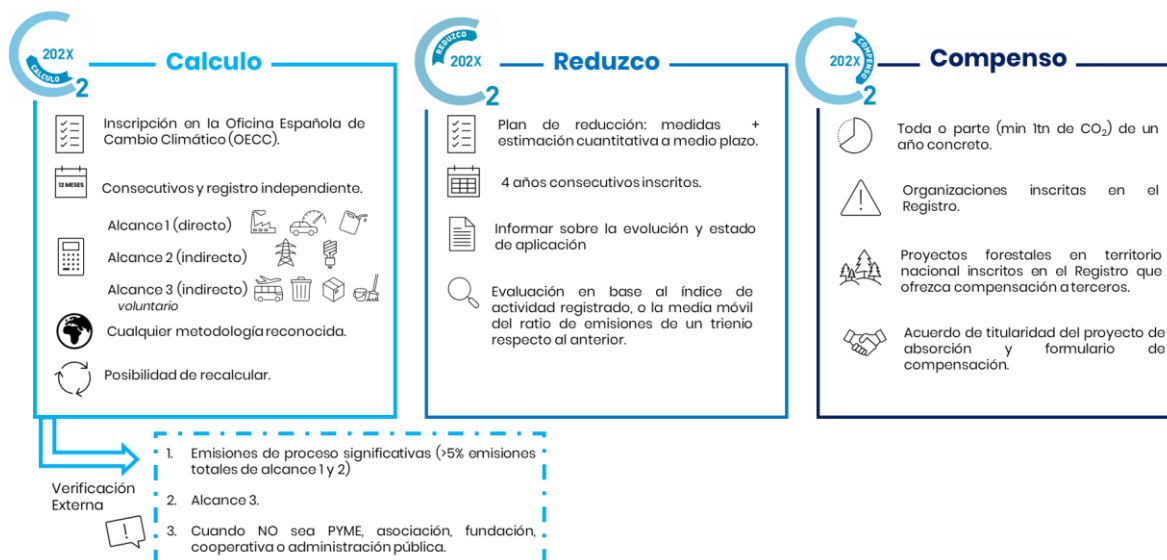 202X
CALCULO
2
Calculo
Inscripción en la Oficina Española de
Cambio Climático (OECC).
12 MESES
Consecutivos y registro independiente.
Alcance 1 (directo)
Alcance 2 (indirecto)
Alcance 3 (indirecto)
voluntario
Cualquier metodología reconocida.
Posibilidad de recalcular.
Verificación
Externa
1. Emisiones de proceso significativas (>5% emisiones
totales de alcance 1 y 2)
2. Alcance 3.
3. Cuando NO sea PYME, asociación, fundación,
cooperativa o administración pública.
REDUZCO
202X
2
Reduzco
Plan de reducción: medidas +
estimación cuantitativa a medio plazo.
4 años consecutivos inscritos.
Informar sobre la evolución y estado
de aplicación
Evaluación en base al índice de
actividad registrado, o la media móvil
del ratio de emisiones de un trienio
respecto al anterior.
202X
COMPENSO
2
Compenso
Toda o parte (min 1tn de CO₂) de un
año concreto.
Organizaciones inscritas en el
Registro.
Proyectos forestales en territorio
nacional inscritos en el Registro que
ofrezca compensación a terceros.
Acuerdo de titularidad del proyecto de
absorción y formulario de
compensación.